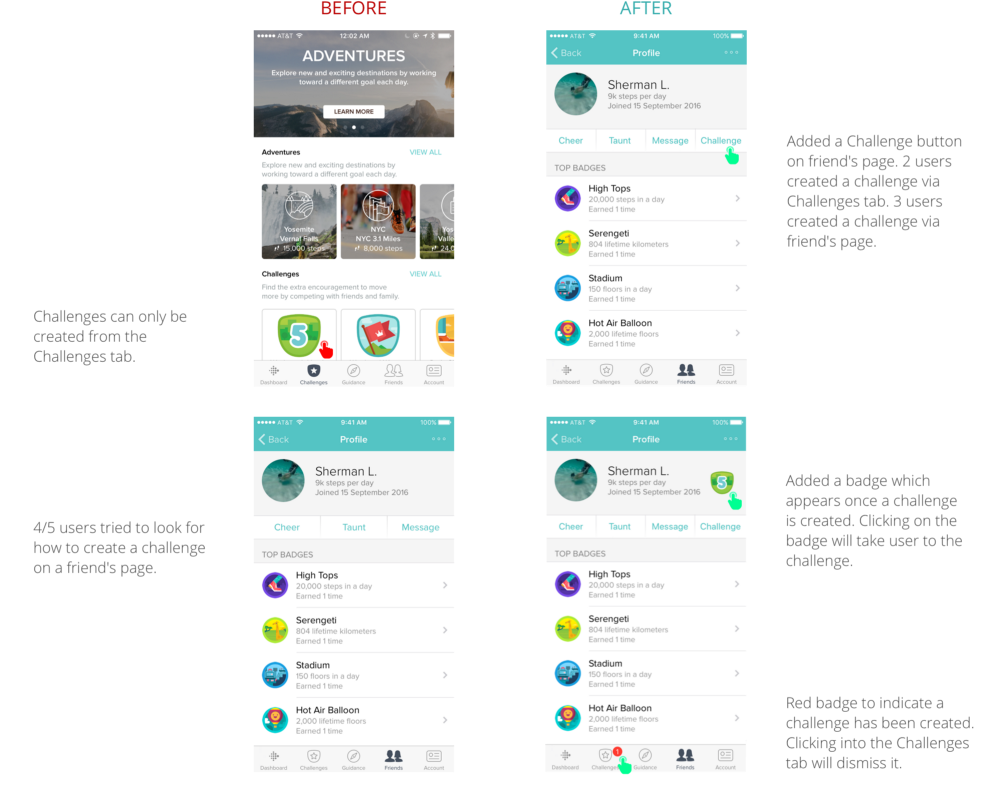 BEFORE
AFTER
AT&T 12:02 AM
ADVENTURES
Explore new and exciting destinations by working
toward a different goal each day.
LEARN MORE
Adventures VIEW ALL
Explore new and exciting destinations by
working toward a different goal each day.
Yosemite
Vernal Falls
15,000 steps
NYC
NYC 3.1 Miles
8,000 steps
Challenges VIEW ALL
Find the extra encouragement to move
more by competing with friends and family.
5
Dashboard Challenges Guidance Friends Account
Challenges can only be
created from the
Challenges tab.
AT&T 9:41 AM 100%
Back Profile
Sherman L.
9k steps per day
Joined 15 September 2016
Cheer Taunt Message Challenge
TOP BADGES
High Tops
20,000 steps in a day
Earned 1 time
Serengeti
804 lifetime kilometers
Earned 1 time
Stadium
150 floors in a day
Earned 1 time
Hot Air Balloon
2,000 lifetime floors
Earned 1 time
Dashboard Challenges Guidance Friends Account
Added a Challenge button
on friend's page. 2 users
created a challenge via
Challenges tab. 3 users
created a challenge via
friend's page.
4/5 users tried to look for
how to create a challenge
on a friend's page.
AT&T 9:41 AM 100%
Back Profile
Sherman L.
9k steps per day
Joined 15 September 2016
Cheer Taunt Message
TOP BADGES
High Tops
20,000 steps in a day
Earned 1 time
Serengeti
804 lifetime kilometers
Earned 1 time
Stadium
150 floors in a day
Earned 1 time
Hot Air Balloon
2,000 lifetime floors
Earned 1 time
Dashboard Challenges Guidance Friends Account
AT&T 9:41 AM 100%
Back Profile
Sherman L.
9k steps per day
Joined 15 September 2016
5
Cheer Taunt Message Challenge
TOP BADGES
High Tops
20,000 steps in a day
Earned 1 time
Serengeti
804 lifetime kilometers
Earned 1 time
Stadium
150 floors in a day
Earned 1 time
Hot Air Balloon
2,000 lifetime floors
Earned 1 time
1
Dashboard Guidance Friends Account
Added a badge which
appears once a challenge
is created. Clicking on the
badge will take user to the
challenge.
Red badge to indicate a
challenge has been created.
Clicking into the Challenges
tab will dismiss it.